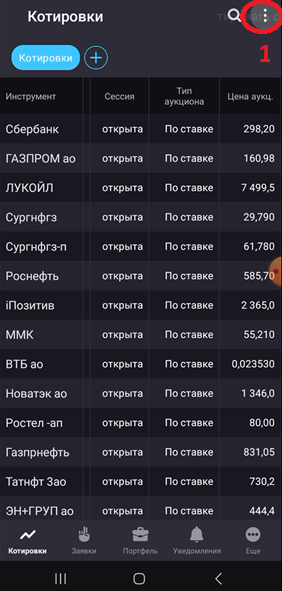 Котировки
1
Котировки
Инструмент Сессия Тип аукциона Цена аукц.
Сбербанк открыта По ставке 298,20
ГАЗПРОМ ао открыта По ставке 160,98
ЛУКОЙЛ открыта По ставке 7 499,5
Сургнфгз открыта По ставке 29,790
Сургнфгз-п открыта По ставке 61,780
Роснефть открыта По ставке 585,70
iПозитив открыта По ставке 2 365,0
ММК открыта По ставке 55,210
ВТБ ао открыта По ставке 0,023530
Новатэк ао открыта По ставке 1 346,0
Ростел -ап открыта По ставке 80,00
Газпрнефть открыта По ставке 831,05
Татнфт 3ао открыта По ставке 730,2
ЭН+ГРУП ао открыта По ставке 444,4
Котировки Заявки Портфель Уведомления Еще